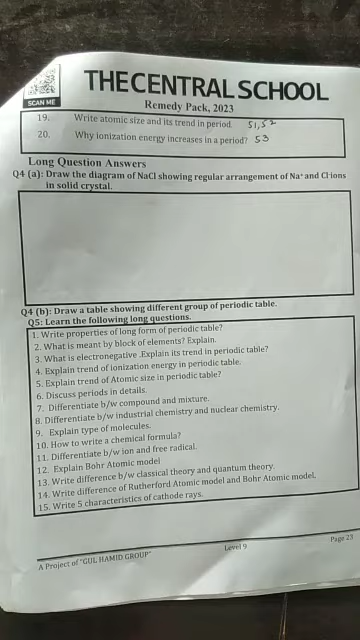 SCAN ME
THE CENTRAL SCHOOL
Remedy Pack, 2023
19. Write atomic size and its trend in period. 51,52
20. Why ionization energy increases in a period? 53
Long Question Answers
Q4 (a): Draw the diagram of NaCl showing regular arrangement of Na⁺ and Cl⁻ions
in solid crystal.
Q4 (b): Draw a table showing different group of periodic table.
Q5: Learn the following long questions.
1. Write properties of long form of periodic table?
2. What is meant by block of elements? Explain.
3. What is electronegative .Explain its trend in periodic table?
4. Explain trend of ionization energy in periodic table.
5. Explain trend of Atomic size in periodic table?
6. Discuss periods in details.
7. Differentiate b/w compound and mixture.
8. Differentiate b/w industrial chemistry and nuclear chemistry.
9. Explain type of molecules.
10. How to write a chemical formula?
11. Differentiate b/w ion and free radical.
12. Explain Bohr Atomic model
13. Write difference b/w classical theory and quantum theory.
14. Write difference of Rutherford Atomic model and Bohr Atomic model.
15. Write 5 characteristics of cathode rays.
A Project of "GUL HAMID GROUP" Level 9 Page 23